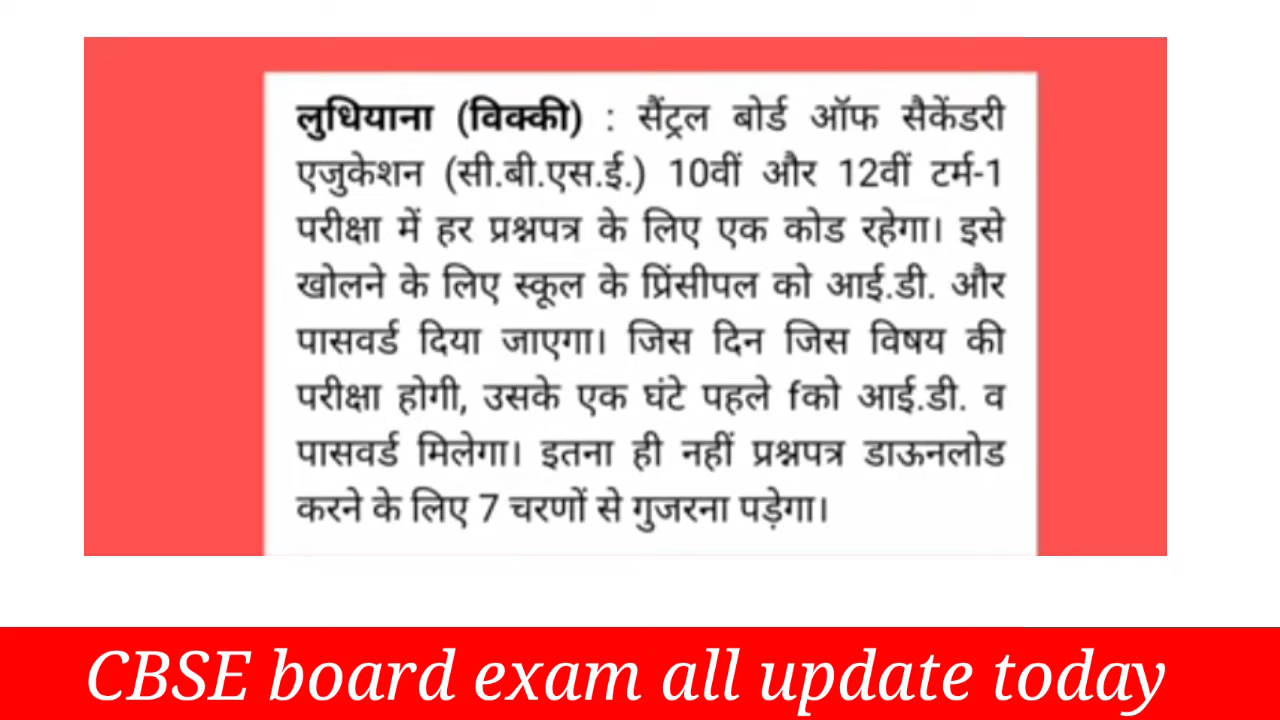 लुधियाना (विक्की) : सैंट्रल बोर्ड ऑफ सैकेंडरी
एजुकेशन (सी.बी.एस.ई.) 10वीं और 12वीं टर्म-1
परीक्षा में हर प्रश्नपत्र के लिए एक कोड रहेगा। इसे
खोलने के लिए स्कूल के प्रिंसीपल को आई.डी. और
पासवर्ड दिया जाएगा। जिस दिन जिस विषय की
परीक्षा होगी, उसके एक घंटे पहले fको आई.डी. व
पासवर्ड मिलेगा। इतना ही नहीं प्रश्नपत्र डाऊनलोड
करने के लिए 7 चरणों से गुजरना पड़ेगा।
CBSE board exam all update today